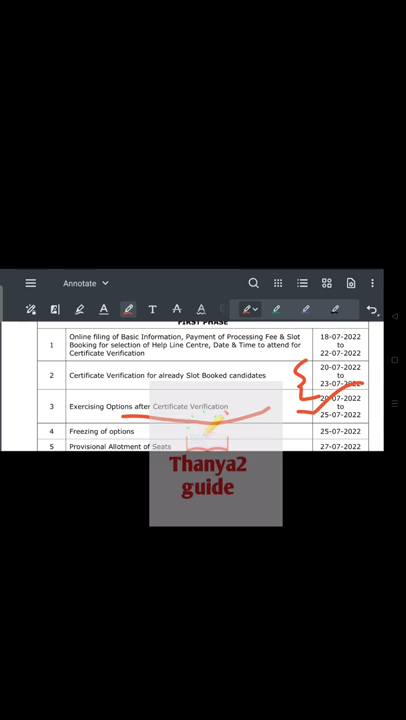 Annotate
FIRST PHASE
1 Online filing of Basic Information, Payment of Processing Fee & Slot Booking for selection of Help Line Centre, Date & Time to attend for Certificate Verification 18-07-2022 to 22-07-2022
2 Certificate Verification for already Slot Booked candidates 20-07-2022 to 23-07-2022
3 Exercising Options after Certificate Verification 20-07-2022 to 25-07-2022
4 Freezing of options 25-07-2022
5 Provisional Allotment of Seats 27-07-2022
Thanya2
guide